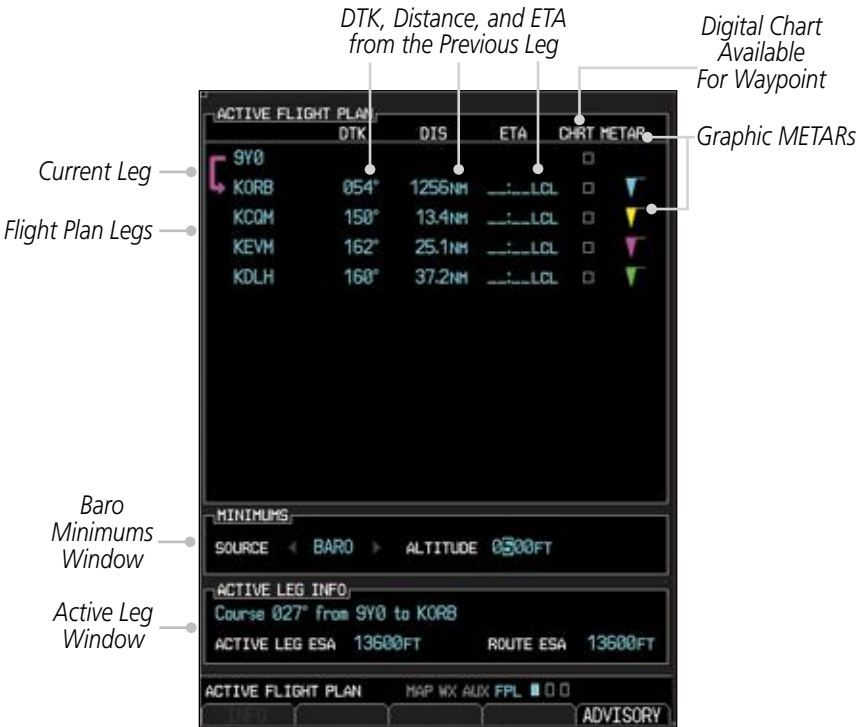 DTK, Distance, and ETA
from the Previous Leg
Digital Chart
Available
For Waypoint
ACTIVE FLIGHT PLAN
DTK DIS ETA CHRT METAR
Graphic METARs
9Y0
Current Leg
KORB 054° 1256NM __:__LCL
KCQM 150° 13.4NM __:__LCL
Flight Plan Legs
KEVM 162° 25.1NM __:__LCL
KDLH 160° 37.2NM __:__LCL
Baro
Minimums
Window
MINIMUMS
SOURCE BARO ALTITUDE 0500FT
Active Leg
Window
ACTIVE LEG INFO
Course 027° from 9Y0 to KORB
ACTIVE LEG ESA 13600FT ROUTE ESA 13600FT
ACTIVE FLIGHT PLAN MAP WX AUX FPL
INFO ADVISORY